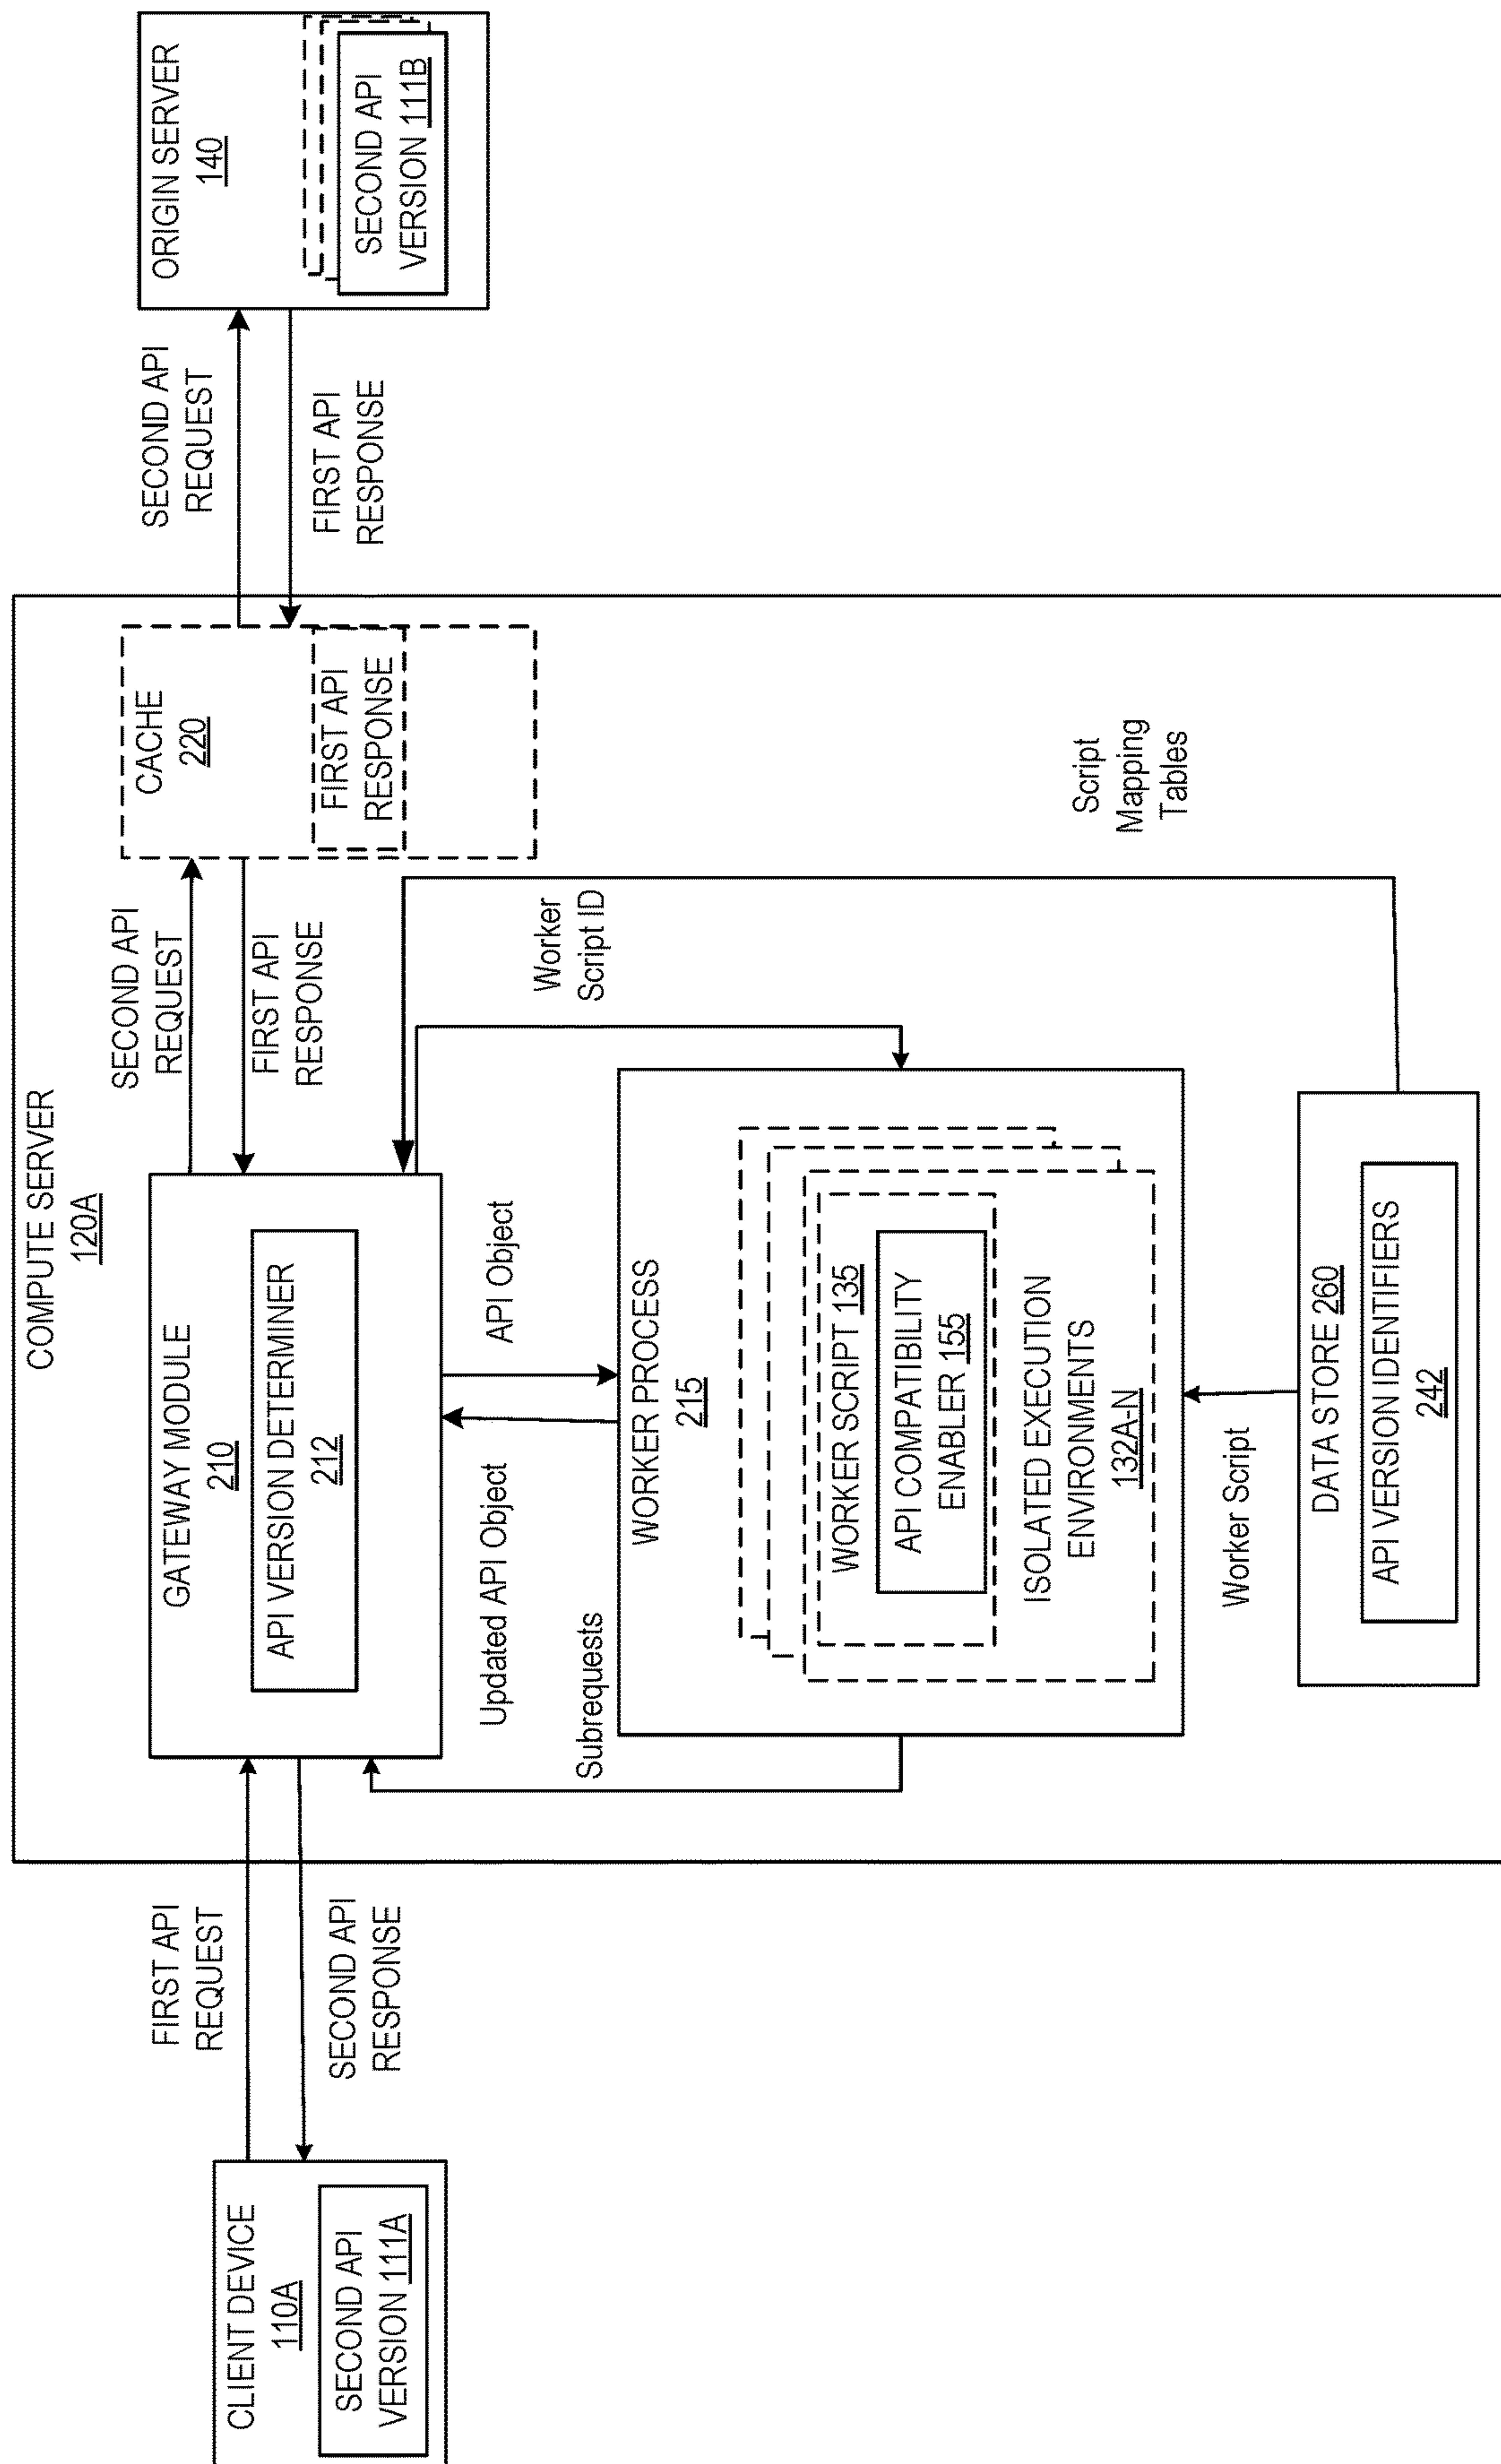 COMPUTE SERVER
120A
CLIENT DEVICE
110A
SECOND API
VERSION 111A
FIRST API
REQUEST
SECOND API
RESPONSE
GATEWAY MODULE
210
API VERSION DETERMINER
212
SECOND API
REQUEST
FIRST API
RESPONSE
CACHE
220
FIRST API
RESPONSE
SECOND API
REQUEST
FIRST API
RESPONSE
ORIGIN SERVER
140
SECOND API
VERSION 111B
Updated API Object
API Object
Subrequests
Worker
Script ID
WORKER PROCESS
215
WORKER SCRIPT 135
API COMPATIBILITY
ENABLER 155
ISOLATED EXECUTION
ENVIRONMENTS
132A-N
Script
Mapping
Tables
Worker Script
DATA STORE 260
API VERSION IDENTIFIERS
242